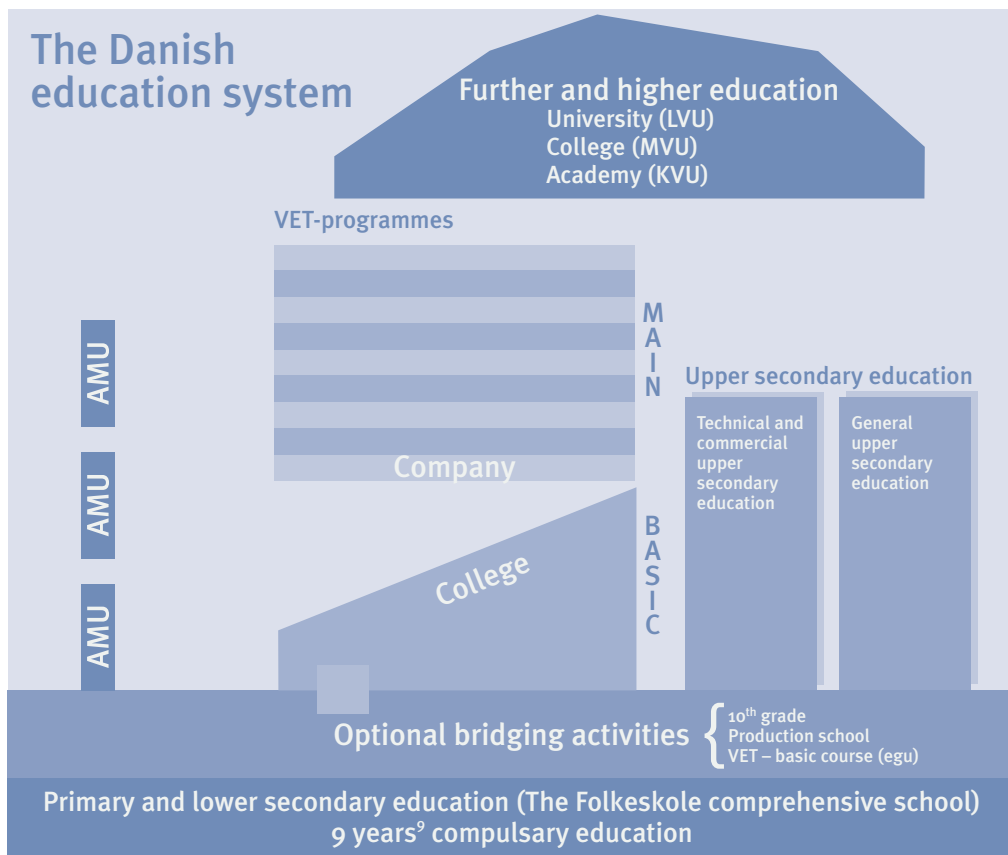 The Danish
education system
Further and higher education
University (LVU)
College (MVU)
Academy (KVU)
VET-programmes
MAIN
AMU
AMU
AMU
Company
College
BASIC
Upper secondary education
Technical and
commercial
upper
secondary
education
General
upper
secondary
education
Optional bridging activities
10th grade
Production school
VET – basic course (egu)
Primary and lower secondary education (The Folkeskole comprehensive school)
9 years⁹ compulsary education